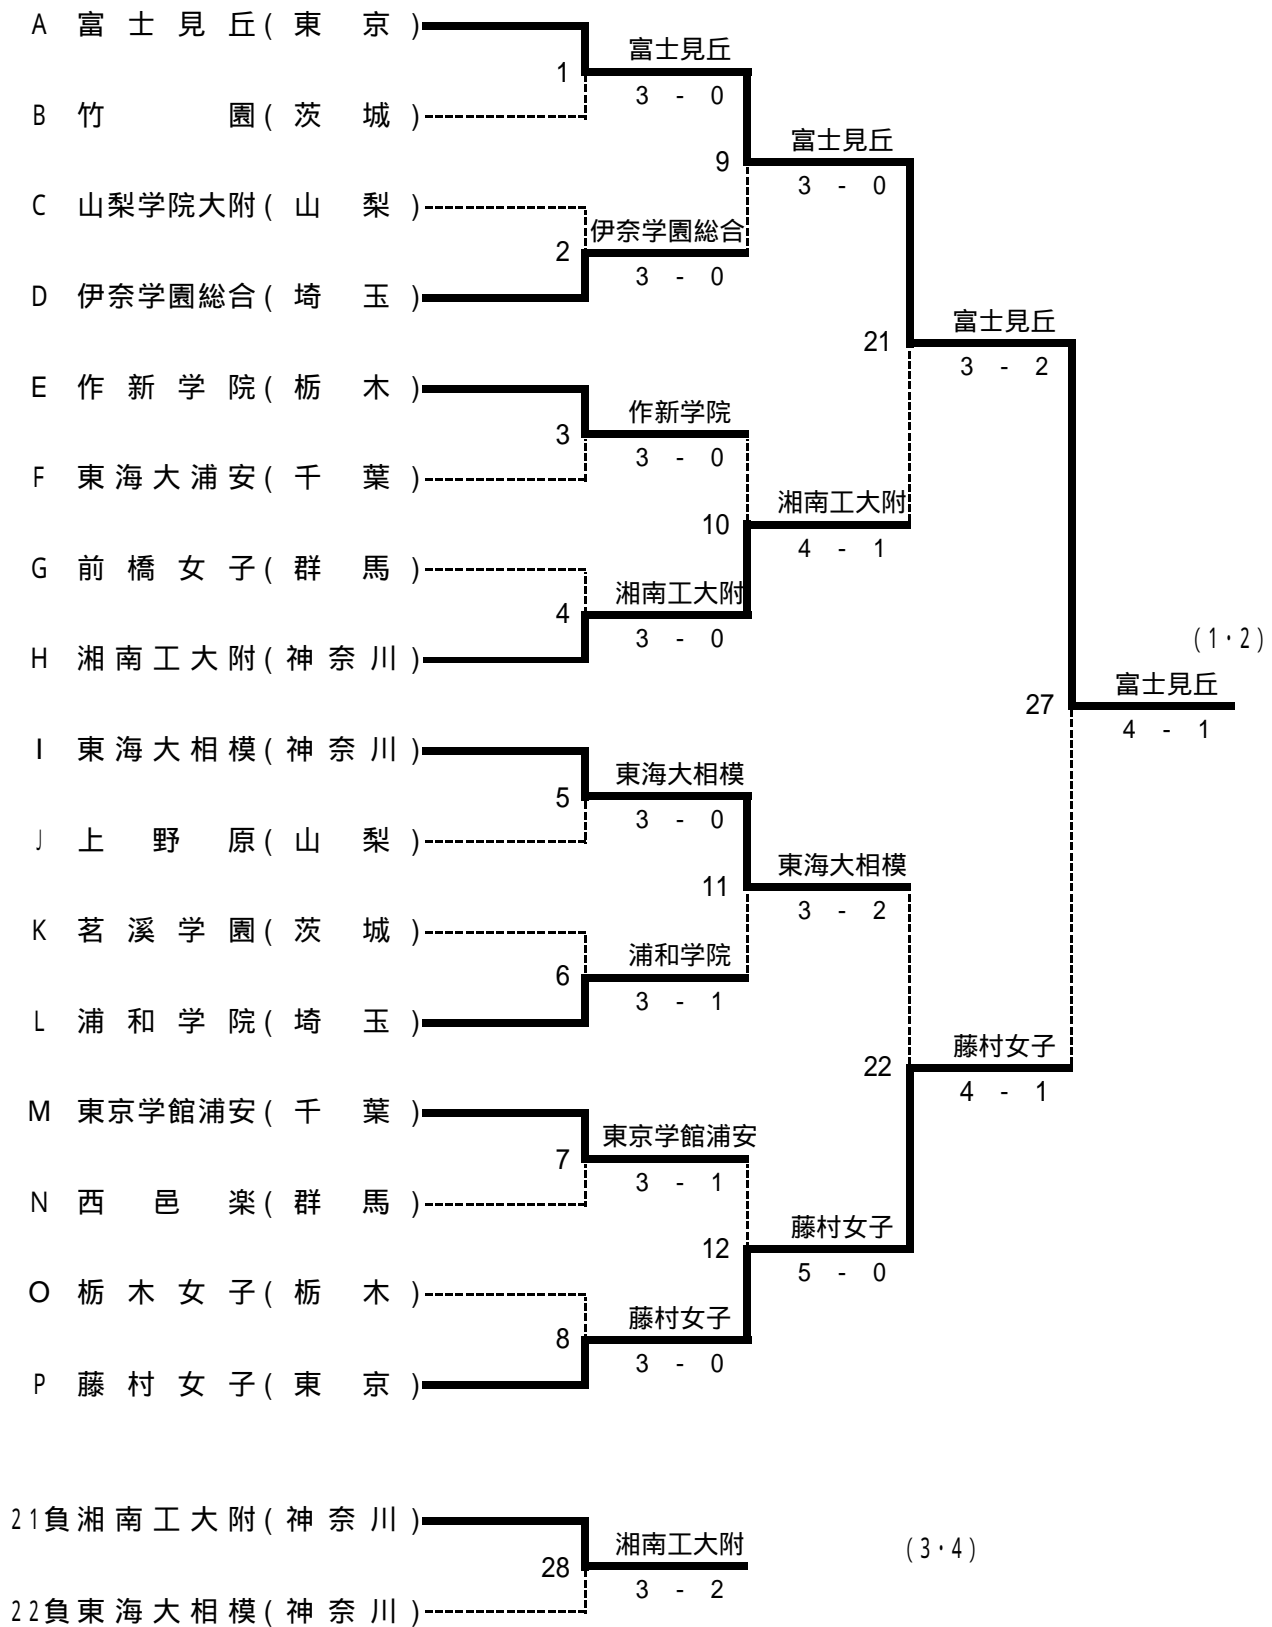 A 富士見丘(東京)
富士見丘
1
3 - 0
B 竹園(茨城)
富士見丘
9
3 - 0
C 山梨学院大附(山梨)
伊奈学園総合
2
3 - 0
D 伊奈学園総合(埼玉)
富士見丘
21
3 - 2
E 作新学院(栃木)
作新学院
3
3 - 0
F 東海大浦安(千葉)
湘南工大附
10
4 - 1
G 前橋女子(群馬)
湘南工大附
4
3 - 0
(1・2)
H 湘南工大附(神奈川)
富士見丘
27
4 - 1
I 東海大相模(神奈川)
東海大相模
5
3 - 0
J 上野原(山梨)
東海大相模
11
3 - 2
K 茗溪学園(茨城)
浦和学院
6
3 - 1
L 浦和学院(埼玉)
藤村女子
22
4 - 1
M 東京学館浦安(千葉)
東京学館浦安
7
3 - 1
N 西邑楽(群馬)
藤村女子
12
5 - 0
O 栃木女子(栃木)
藤村女子
8
3 - 0
P 藤村女子(東京)
21負湘南工大附(神奈川)
湘南工大附
(3・4)
28
3 - 2
22負東海大相模(神奈川)